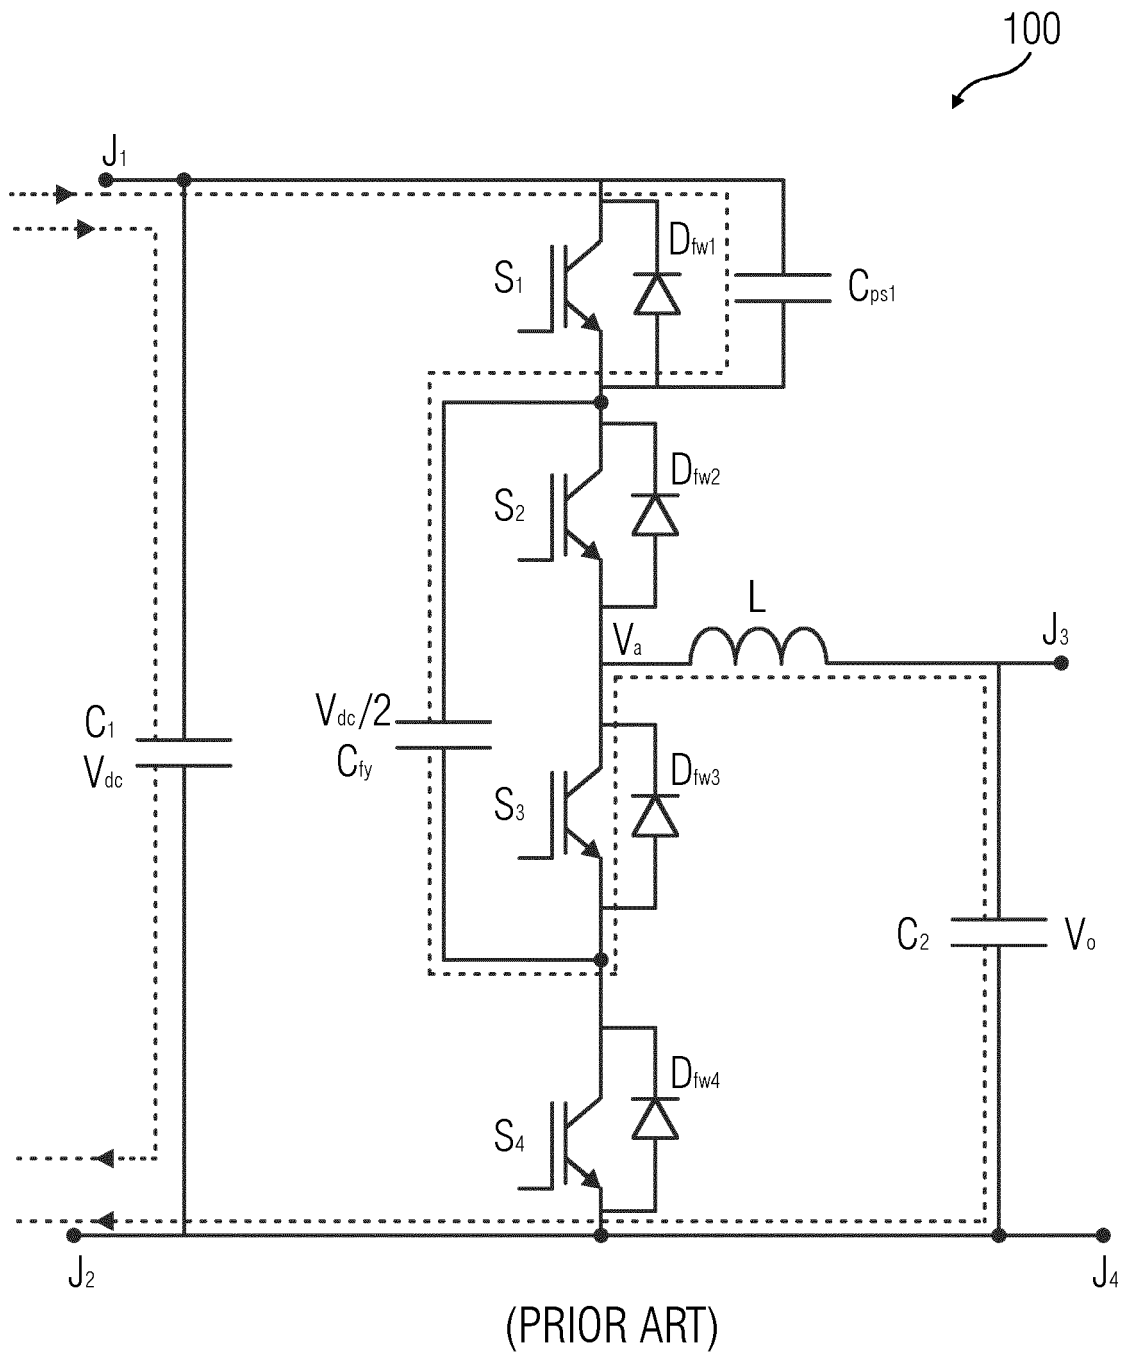 100
J1
S1
Dfw1
Cps1
S2
Dfw2
L
Va
J3
Vdc/2
Cfy
C1
Vdc
S3
Dfw3
C2
Vo
S4
Dfw4
J2
J4
(PRIOR ART)